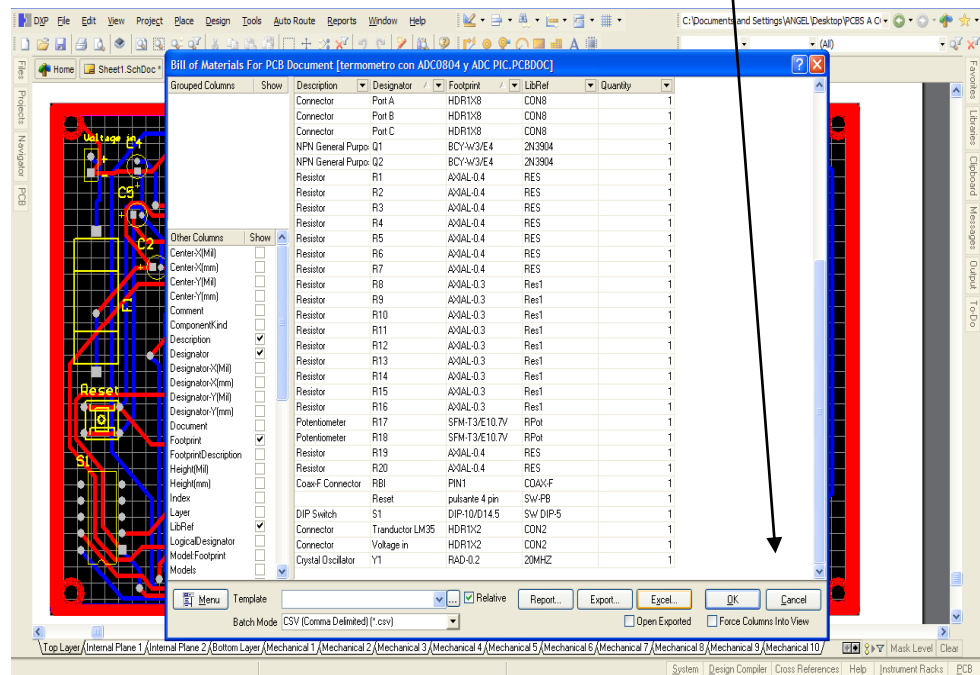 DXP File Edit View Project Place Design Tools Auto Route Reports Window Help
C:\Documents and Settings\ANGEL\Desktop\PCBS A C
(All)
Home Sheet1.SchDoc *
Files
Projects
Navigator
PCB
Favorites
Libraries
Clipboard
Messages
Output
To-Do
Voltage in
C4
C5
C2
F1
Reset
S1
Bill of Materials For PCB Document [termometro con ADC0804 y ADC PIC.PCBDOC]
Grouped Columns Show
Other Columns Show
Center-X(Mil)
Center-X(mm)
Center-Y(Mil)
Center-Y(mm)
Comment
ComponentKind
Description
Designator
Designator-X(Mil)
Designator-X(mm)
Designator-Y(Mil)
Designator-Y(mm)
Document
Footprint
FootprintDescription
Height(Mil)
Height(mm)
Index
Layer
LibRef
LogicalDesignator
Model:Footprint
Models
Description Designator Footprint LibRef Quantity
Connector Port A HDR1X8 CON8 1
Connector Port B HDR1X8 CON8 1
Connector Port C HDR1X8 CON8 1
NPN General Purpo: Q1 BCY-W3/E4 2N3904 1
NPN General Purpo: Q2 BCY-W3/E4 2N3904 1
Resistor R1 AXIAL-0.4 RES 1
Resistor R2 AXIAL-0.4 RES 1
Resistor R3 AXIAL-0.4 RES 1
Resistor R4 AXIAL-0.4 RES 1
Resistor R5 AXIAL-0.4 RES 1
Resistor R6 AXIAL-0.4 RES 1
Resistor R7 AXIAL-0.4 RES 1
Resistor R8 AXIAL-0.3 Res1 1
Resistor R9 AXIAL-0.3 Res1 1
Resistor R10 AXIAL-0.3 Res1 1
Resistor R11 AXIAL-0.3 Res1 1
Resistor R12 AXIAL-0.3 Res1 1
Resistor R13 AXIAL-0.3 Res1 1
Resistor R14 AXIAL-0.3 Res1 1
Resistor R15 AXIAL-0.3 Res1 1
Resistor R16 AXIAL-0.3 Res1 1
Potentiometer R17 SFM-T3/E10.7V RPot 1
Potentiometer R18 SFM-T3/E10.7V RPot 1
Resistor R19 AXIAL-0.4 RES 1
Resistor R20 AXIAL-0.4 RES 1
Coax-F Connector RBI PIN1 COAX-F 1
Reset pulsante 4 pin SW-PB 1
DIP Switch S1 DIP-10/D14.5 SW DIP-5 1
Connector Tranductor LM35 HDR1X2 CON2 1
Connector Voltage in HDR1X2 CON2 1
Crystal Oscillator Y1 RAD-0.2 20MHZ 1
Menu Template ... Relative Report... Export... Excel... OK Cancel
Batch Mode CSV (Comma Delimited) (*.csv) Open Exported Force Columns Into View
Top Layer Internal Plane 1 Internal Plane 2 Bottom Layer Mechanical 1 Mechanical 2 Mechanical 3 Mechanical 4 Mechanical 5 Mechanical 6 Mechanical 7 Mechanical 8 Mechanical 9 Mechanical 10 Mask Level Clear
System Design Compiler Cross References Help Instrument Racks PCB